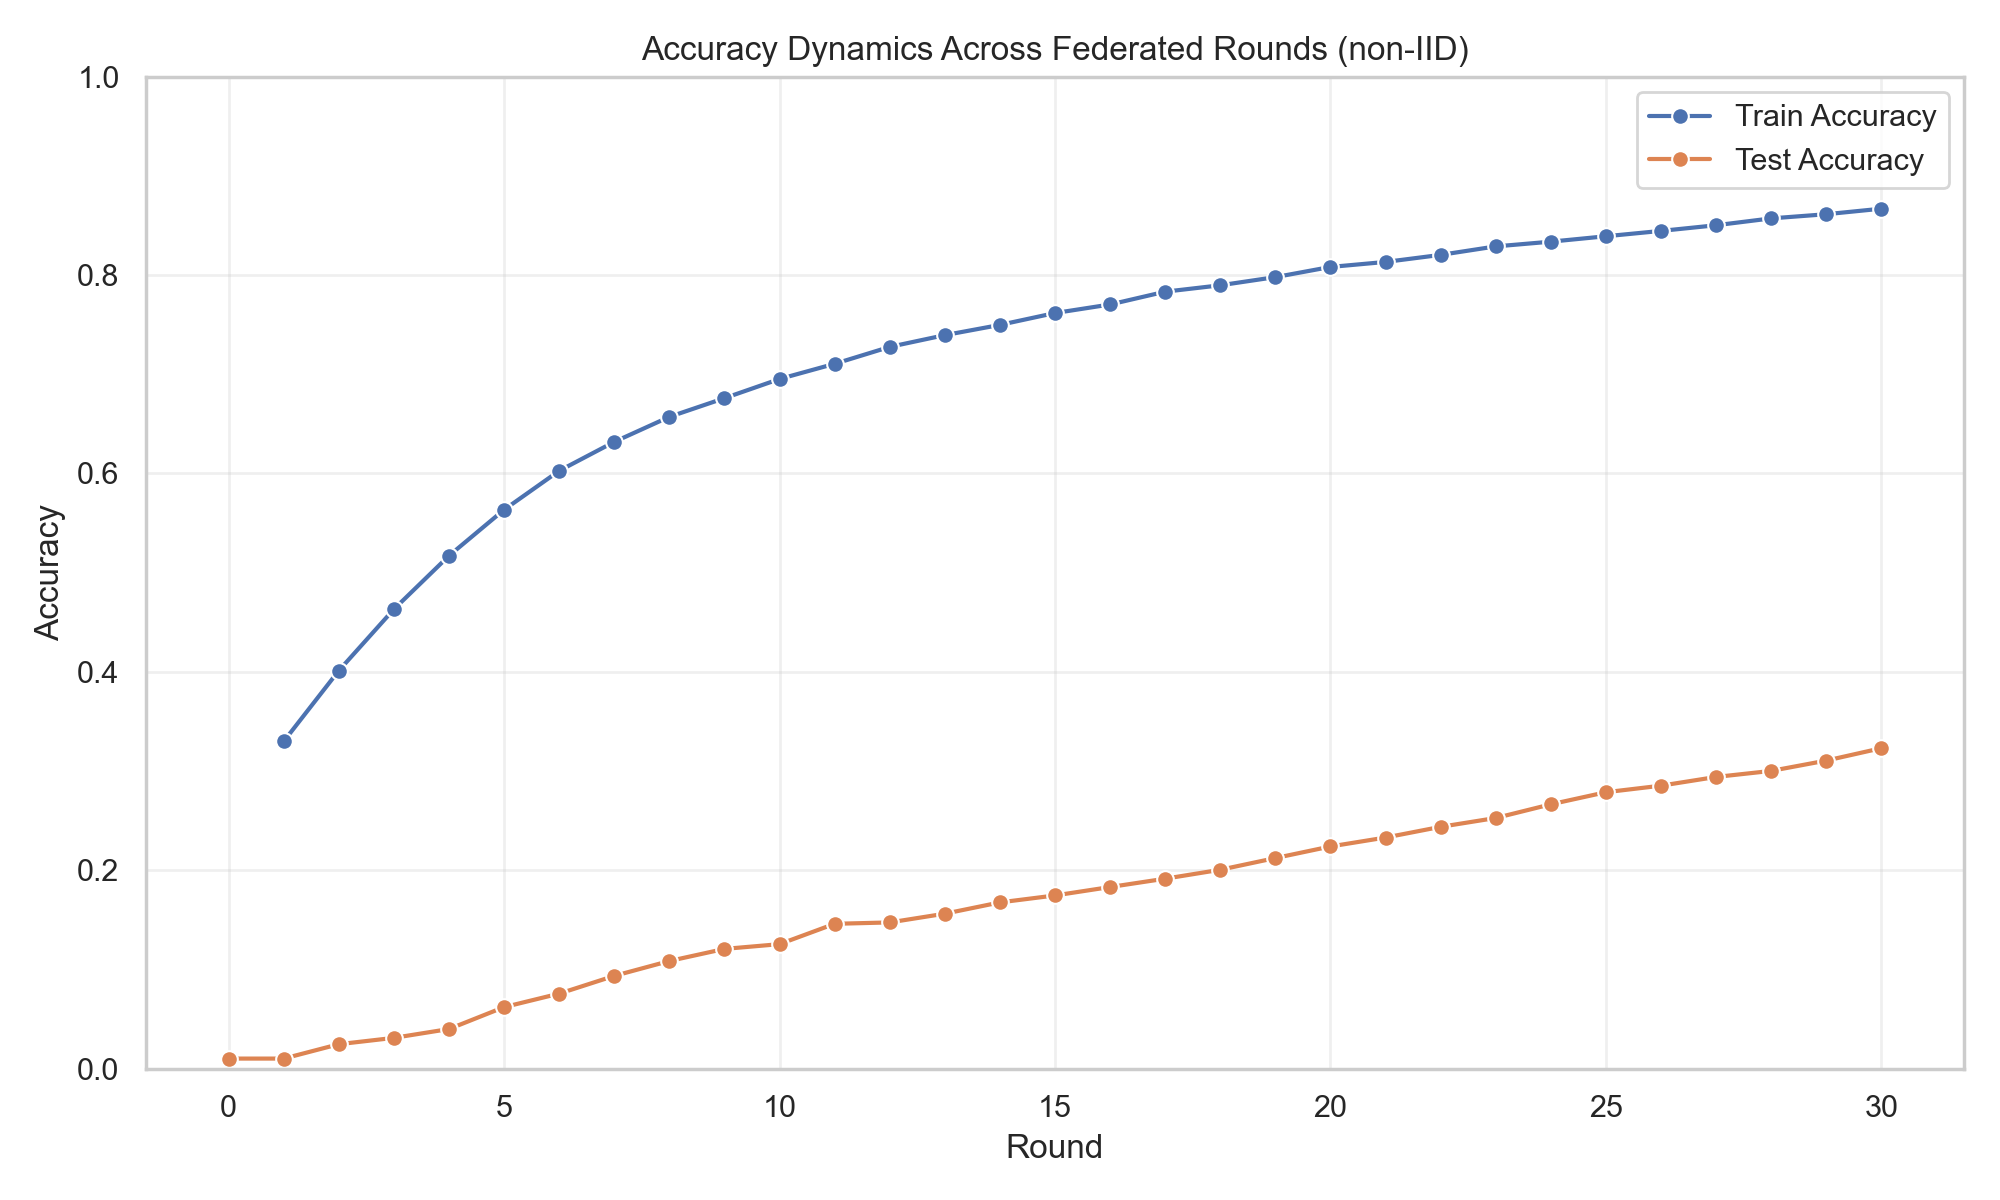 Accuracy Dynamics Across Federated Rounds (non-IID)
1.0
0.8
0.6
0.4
0.2
0.0
Accuracy
Train Accuracy
Test Accuracy
0 5 10 15 20 25 30
Round